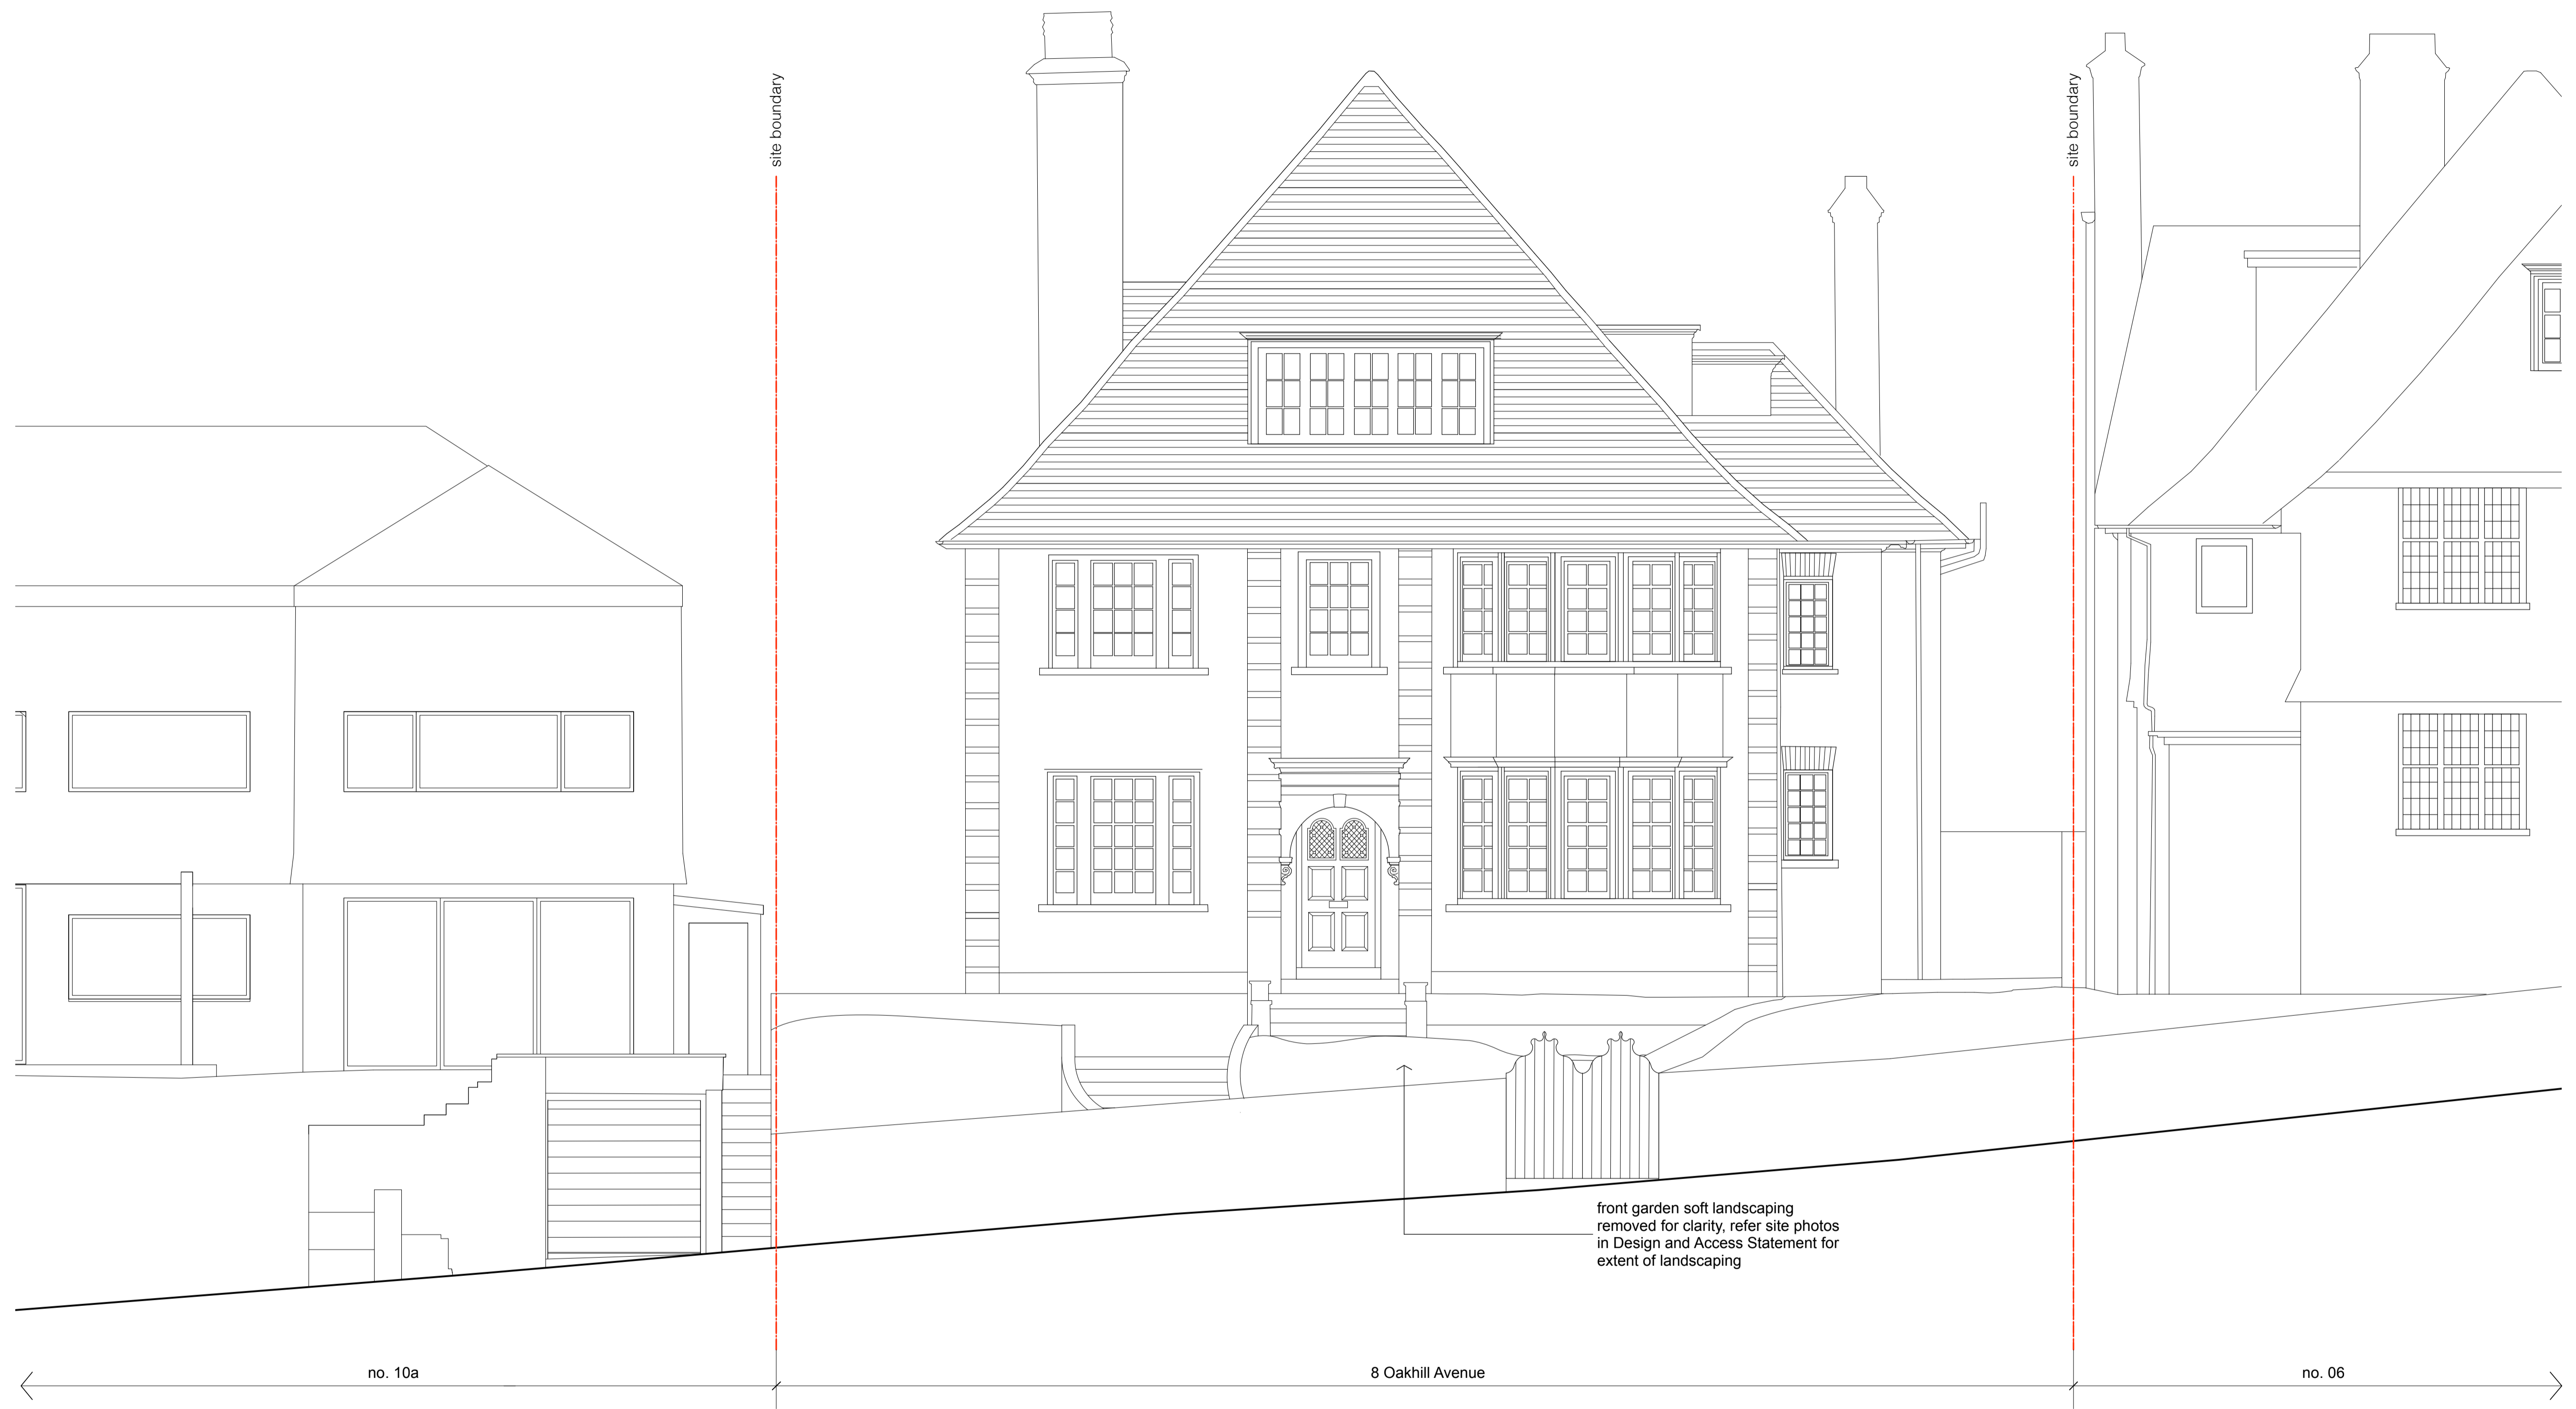 site boundary
site boundary
front garden soft landscaping
removed for clarity, refer site photos
in Design and Access Statement for
extent of landscaping
no. 10a
8 Oakhill Avenue
no. 06